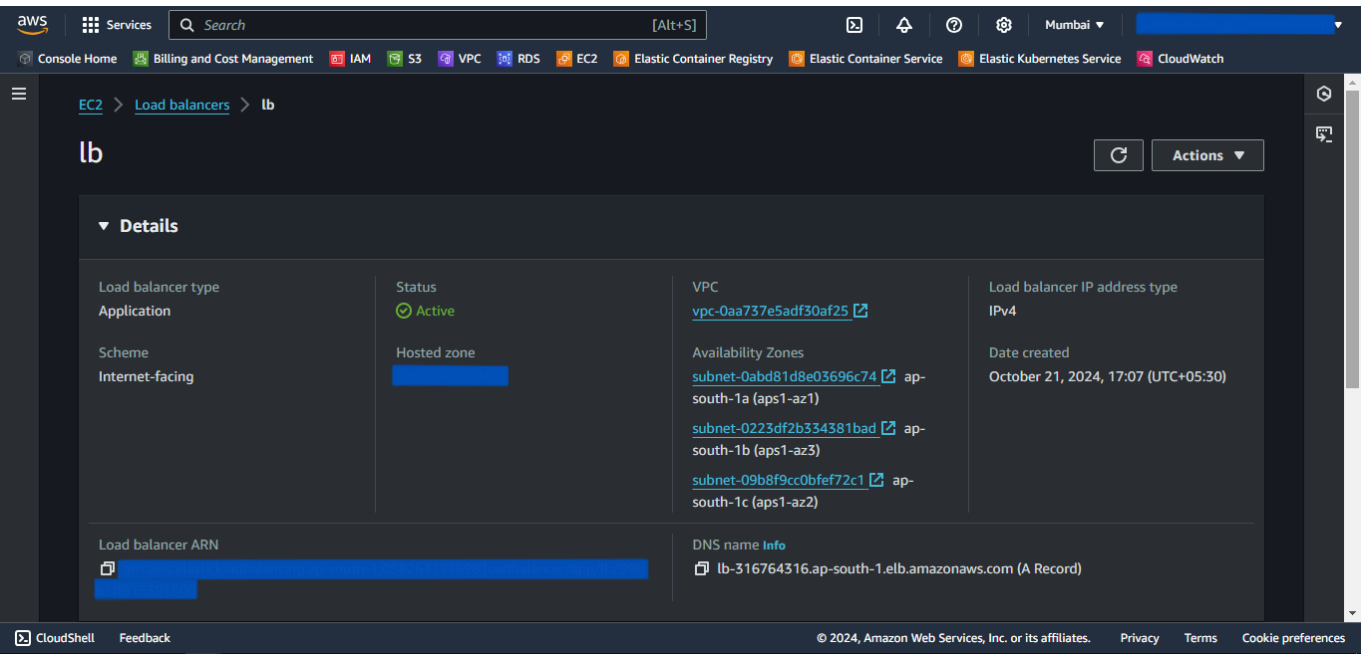 aws Services Search [Alt+S] Mumbai
Console Home Billing and Cost Management IAM S3 VPC RDS EC2 Elastic Container Registry Elastic Container Service Elastic Kubernetes Service CloudWatch
EC2 > Load balancers > lb
lb
Actions
Details
Load balancer type
Application
Status
Active
VPC
vpc-0aa737e5adf30af25
Load balancer IP address type
IPv4
Scheme
Internet-facing
Hosted zone
Availability Zones
subnet-0abd81d8e03696c74 ap-
south-1a (aps1-az1)
subnet-0223df2b334381bad ap-
south-1b (aps1-az3)
subnet-09b8f9cc0bfef72c1 ap-
south-1c (aps1-az2)
Date created
October 21, 2024, 17:07 (UTC+05:30)
Load balancer ARN
DNS name Info
lb-316764316.ap-south-1.elb.amazonaws.com (A Record)
CloudShell Feedback © 2024, Amazon Web Services, Inc. or its affiliates. Privacy Terms Cookie preferences